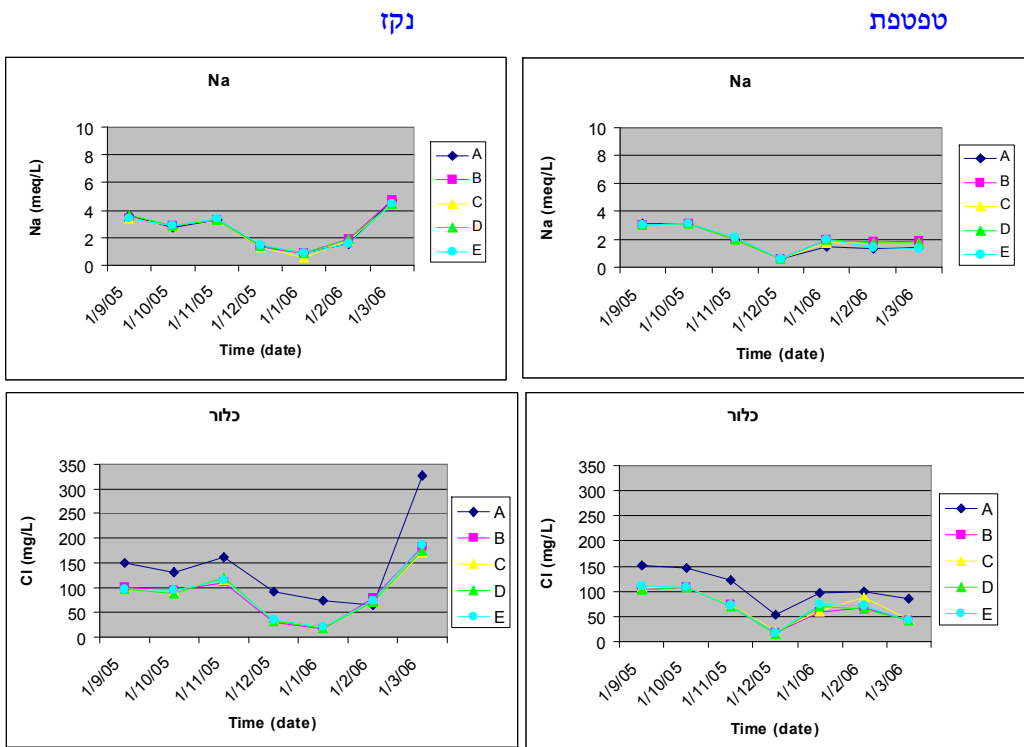 טפטפת
נקז
Na
10
8
6
4
2
0
Na (meq/L)
1/9/05
1/10/05
1/11/05
1/12/05
1/1/06
1/2/06
1/3/06
Time (date)
A
B
C
D
E
Na
10
8
6
4
2
0
Na (meq/L)
1/9/05
1/10/05
1/11/05
1/12/05
1/1/06
1/2/06
1/3/06
Time (date)
A
B
C
D
E
כלור
350
300
250
200
150
100
50
0
Cl (mg/L)
1/9/05
1/10/05
1/11/05
1/12/05
1/1/06
1/2/06
1/3/06
Time (date)
A
B
C
D
E
כלור
350
300
250
200
150
100
50
0
Cl (mg/L)
1/9/05
1/10/05
1/11/05
1/12/05
1/1/06
1/2/06
1/3/06
Time (date)
A
B
C
D
E